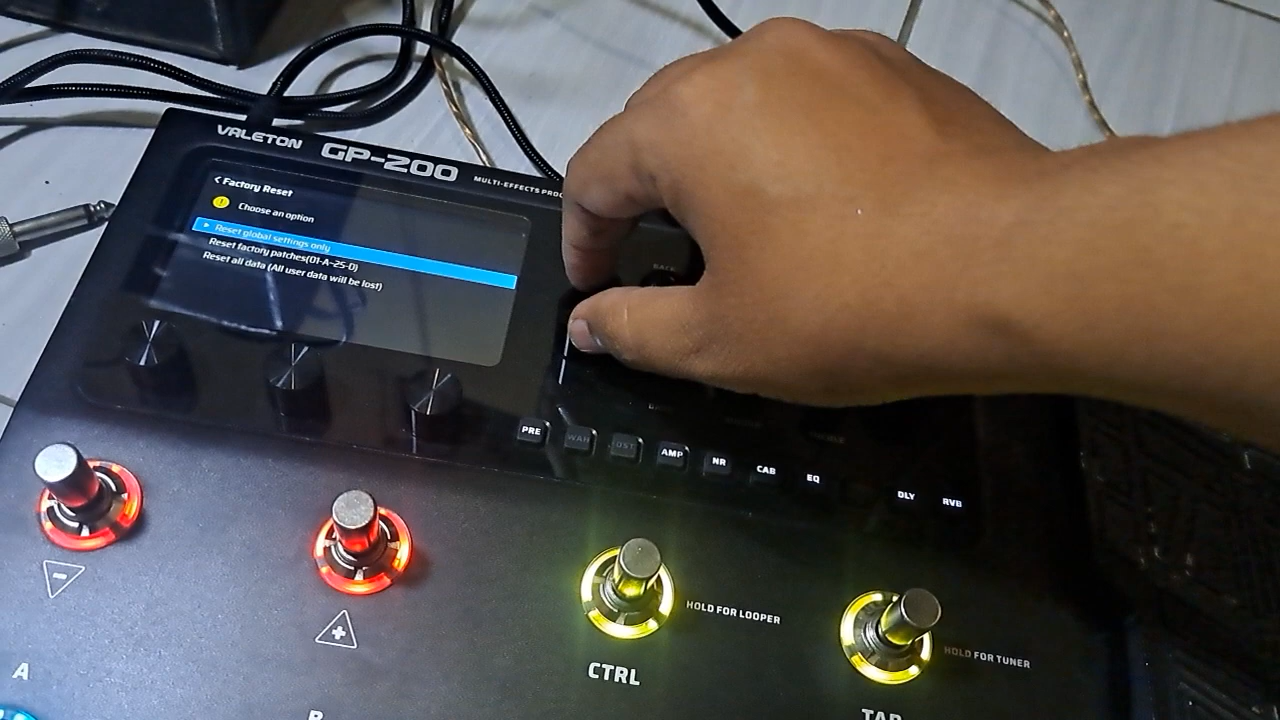 VALETON GP-200 MULTI-EFFECTS
< Factory Reset
! Choose an option
Reset global settings only
Reset factory patches(01-A~25-D)
Reset all data (All user data will be lost)
BACK
PRE WAH AMP NR CAB EQ DLY RVB
HOLD FOR LOOPER
HOLD FOR TUNER
A
CTRL